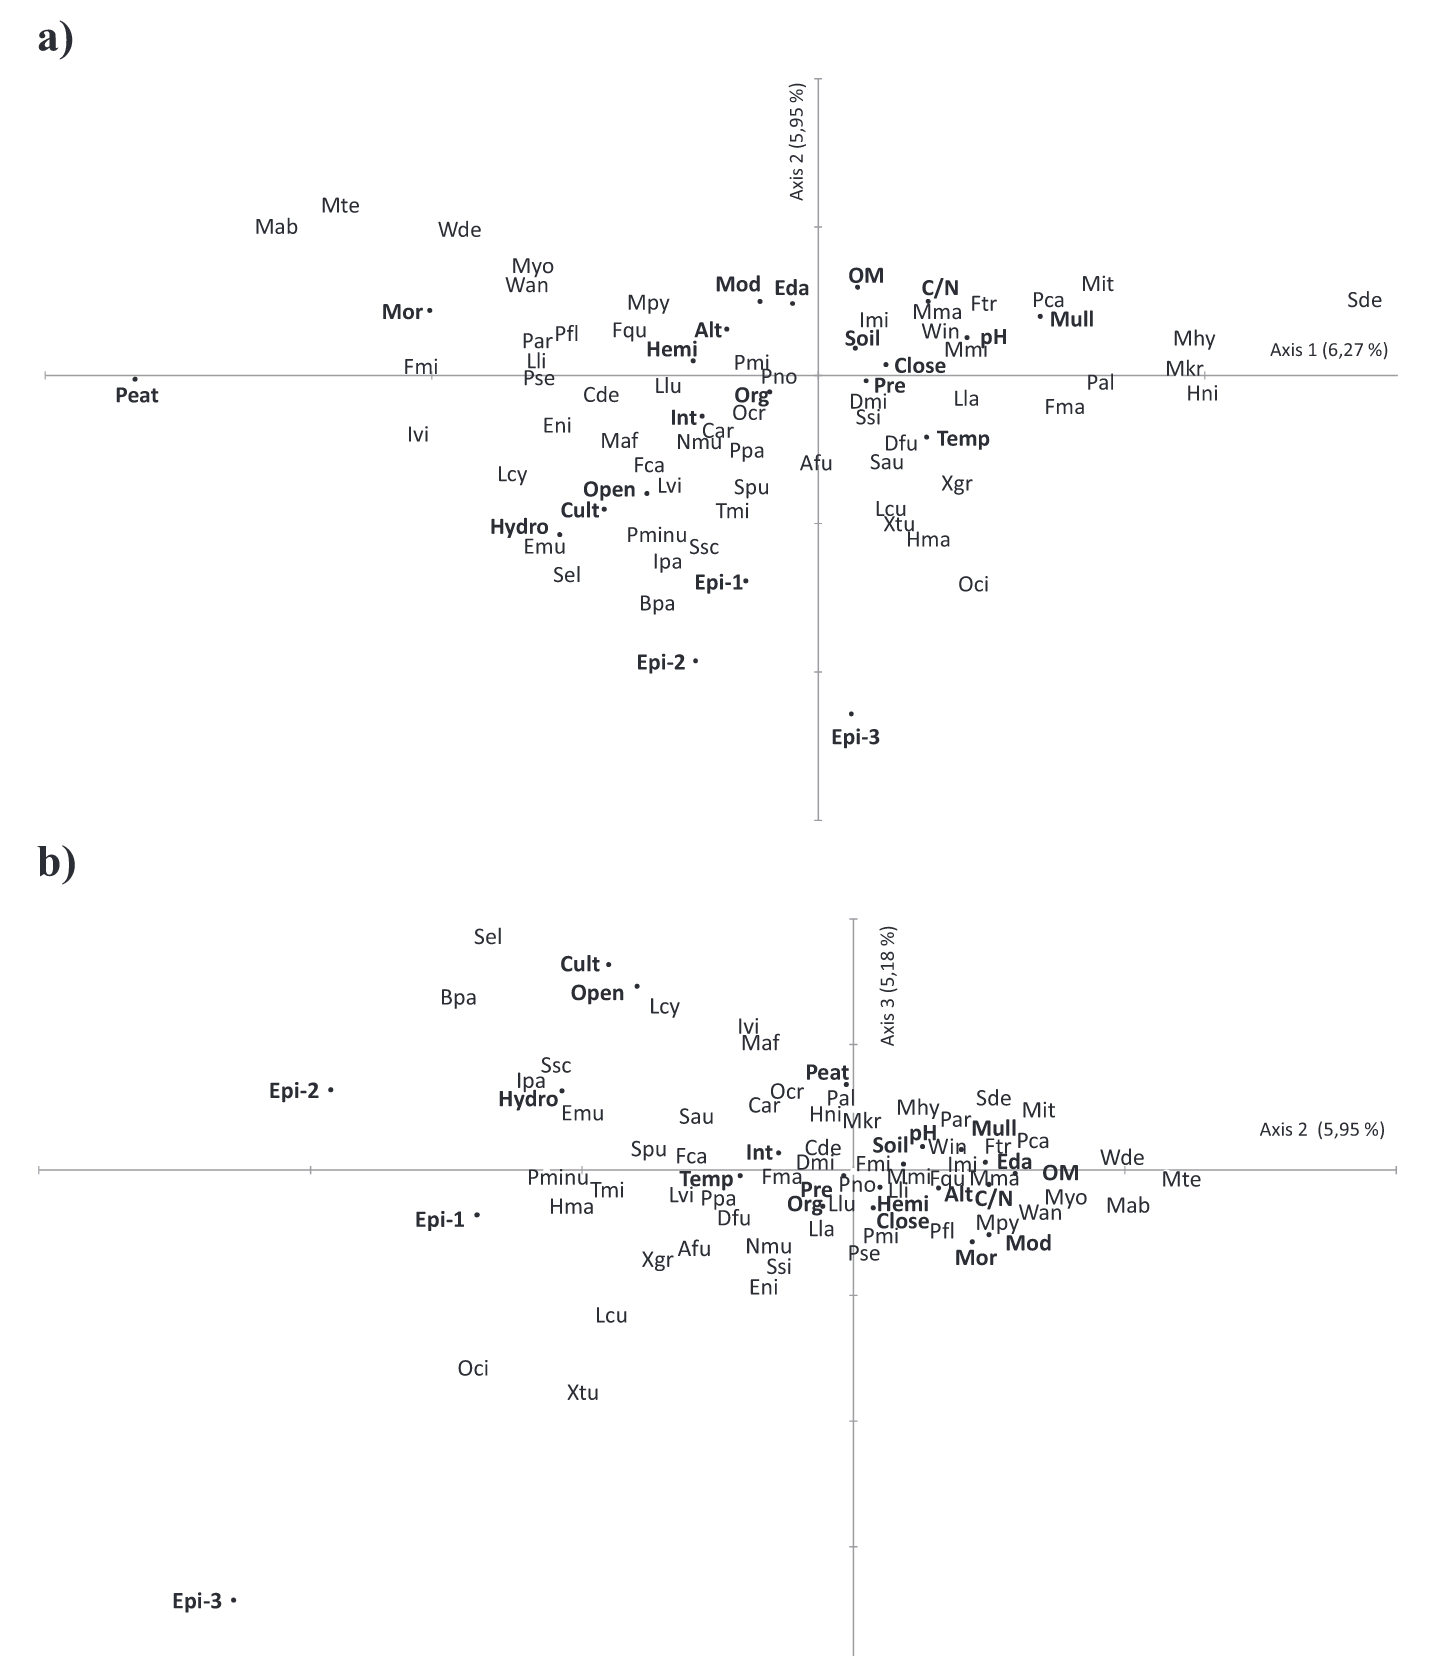 a)
Axis 2 (5,95 %)
Mte
Mab
Wde
Myo
Wan
OM
Mod
Eda
C/N
Mit
Mor
Mpy
Mma
Ftr
Pca
Sde
Mull
Imi
Par
Pfl
Fqu
Alt
Soil
Win
pH
Mhy
Hemi
Mmi
Axis 1 (6,27 %)
Fmi
Lli
Pmi
Close
Mkr
Pse
Pno
Peat
Cde
Llu
Org
Pre
Pal
Hni
Dmi
Lla
Fma
Int
Ocr
Ssi
Ivi
Eni
Maf
Nmu
Car
Dfu
Temp
Ppa
Fca
Afu
Sau
Lcy
Open
Lvi
Spu
Xgr
Cult
Tmi
Lcu
Hydro
Xtu
Emu
Pminu
Ssc
Hma
Sel
Ipa
Epi-1
Oci
Bpa
Epi-2
Epi-3
b)
Axis 3 (5,18 %)
Sel
Cult
Open
Bpa
Lcy
Ivi
Maf
Ssc
Peat
Epi-2
Ipa
Hydro
Ocr
Pal
Sde
Emu
Car
Hni
Mkr
Mhy
Par
Mit
Sau
pH
Mull
Axis 2 (5,95 %)
Spu
Fca
Int
Cde
Soil
Win
Ftr
Pca
Dmi
Fmi
Imi
Eda
Wde
Pminu
Tmi
Temp
Fma
Mmi
Fqu
Mma
OM
Mte
Lvi
Ppa
Pre
Pno
Lli
Alt
C/N
Myo
Mab
Hma
Org
Llu
Hemi
Wan
Epi-1
Dfu
Lla
Close
Pfl
Mpy
Xgr
Afu
Nmu
Pmi
Mod
Ssi
Pse
Mor
Eni
Lcu
Oci
Xtu
Epi-3